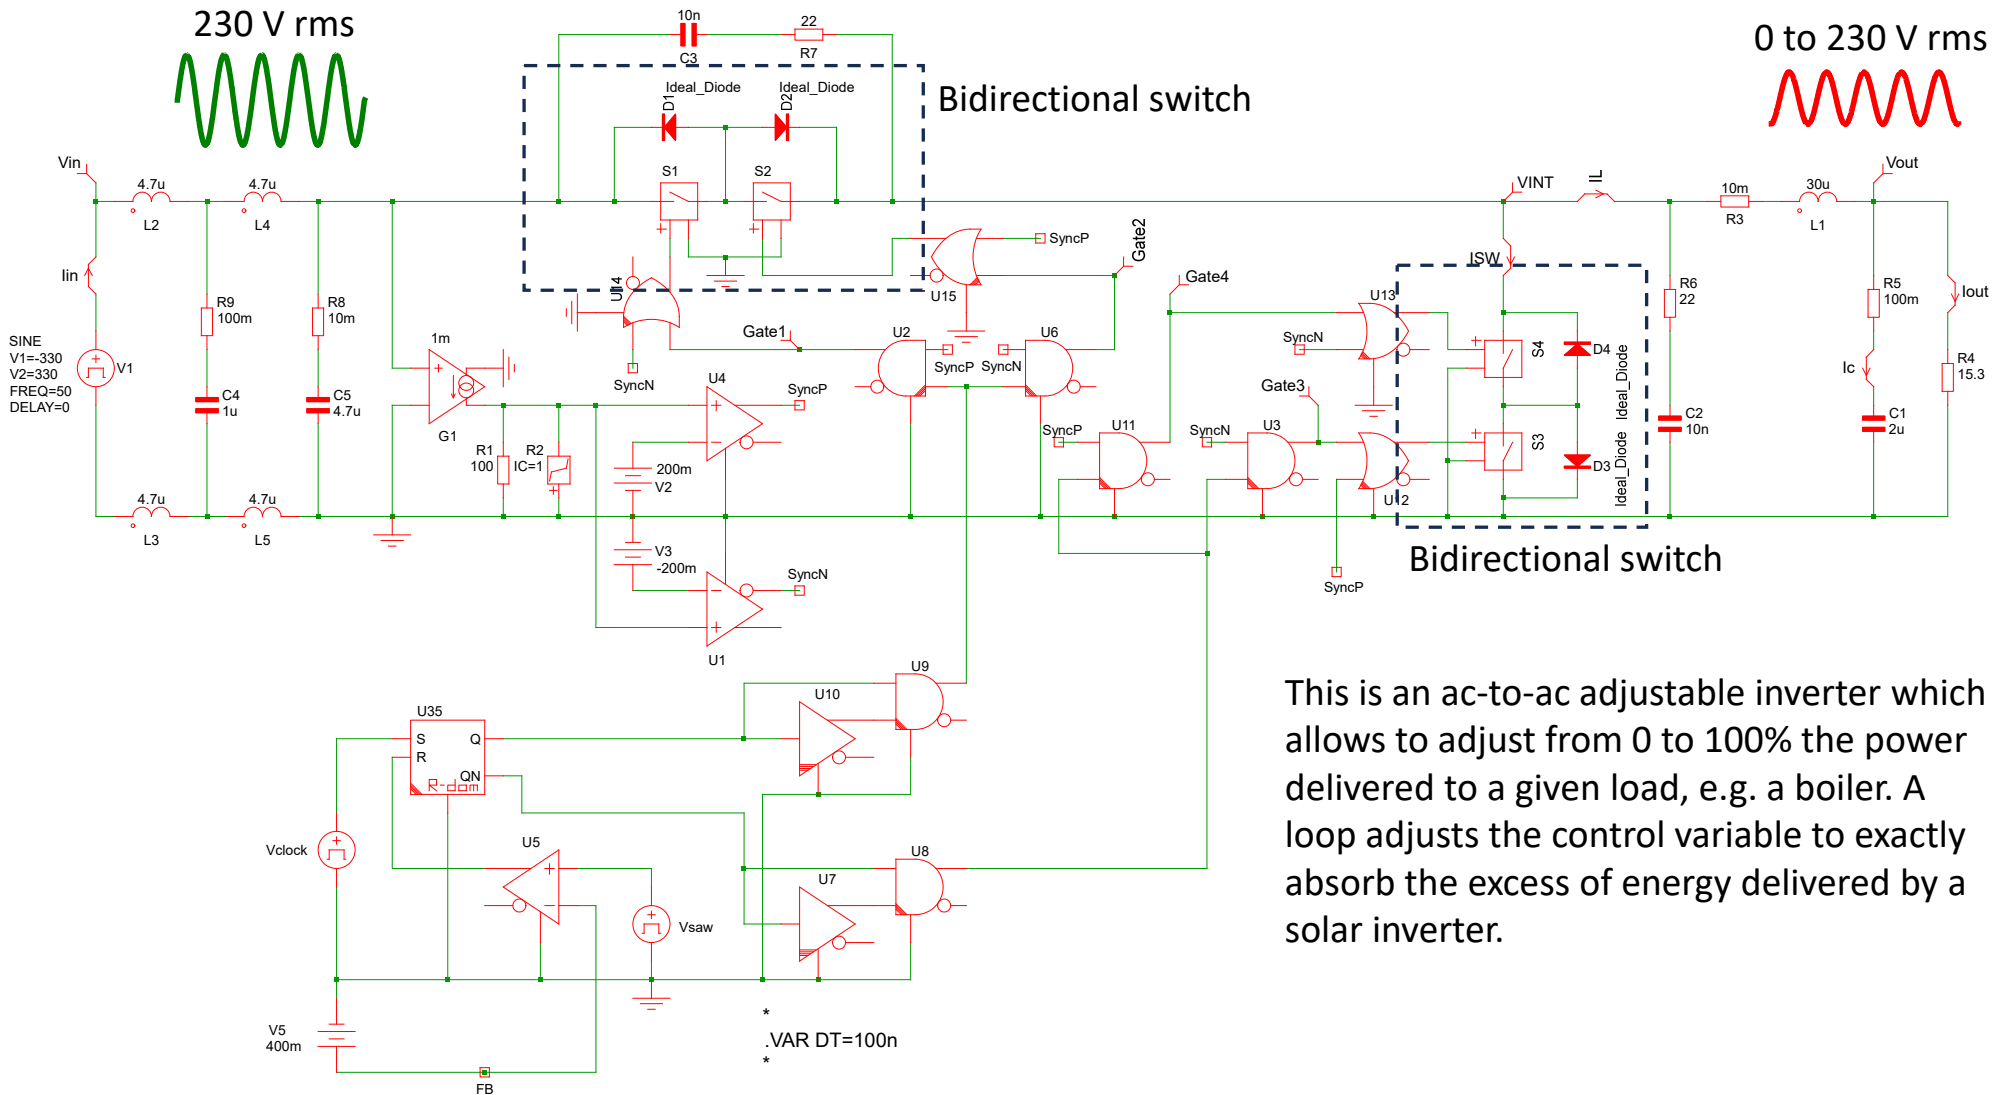 230 V rms
0 to 230 V rms
10n
C3
22
R7
Ideal_Diode
Ideal_Diode
D1
D2
Bidirectional switch
S1
S2
Vin
4.7u
L2
4.7u
L4
Iin
R9
100m
R8
10m
SINE
V1=-330
V2=330
FREQ=50
DELAY=0
V1
C4
1u
C5
4.7u
4.7u
L3
4.7u
L5
1m
G1
R1
100
R2
IC=1
U14
SyncN
U15
SyncP
Gate2
Gate1
U2
SyncP
U6
SyncN
U4
SyncP
200m
V2
V3
-200m
SyncN
U1
Gate4
SyncP
U11
SyncN
U3
Gate3
U13
SyncN
U12
SyncP
VINT
IL
ISW
S4
D4
Ideal_Diode
S3
D3
Ideal_Diode
Bidirectional switch
R6
22
C2
10n
10m
R3
30u
L1
Vout
R5
100m
Ic
C1
2u
Iout
R4
15.3
U35
S
R
Q
QN
R-dom
Vclock
U5
Vsaw
U10
U9
U7
U8
V5
400m
FB
*
.VAR DT=100n
*
This is an ac-to-ac adjustable inverter which
allows to adjust from 0 to 100% the power
delivered to a given load, e.g. a boiler. A
loop adjusts the control variable to exactly
absorb the excess of energy delivered by a
solar inverter.